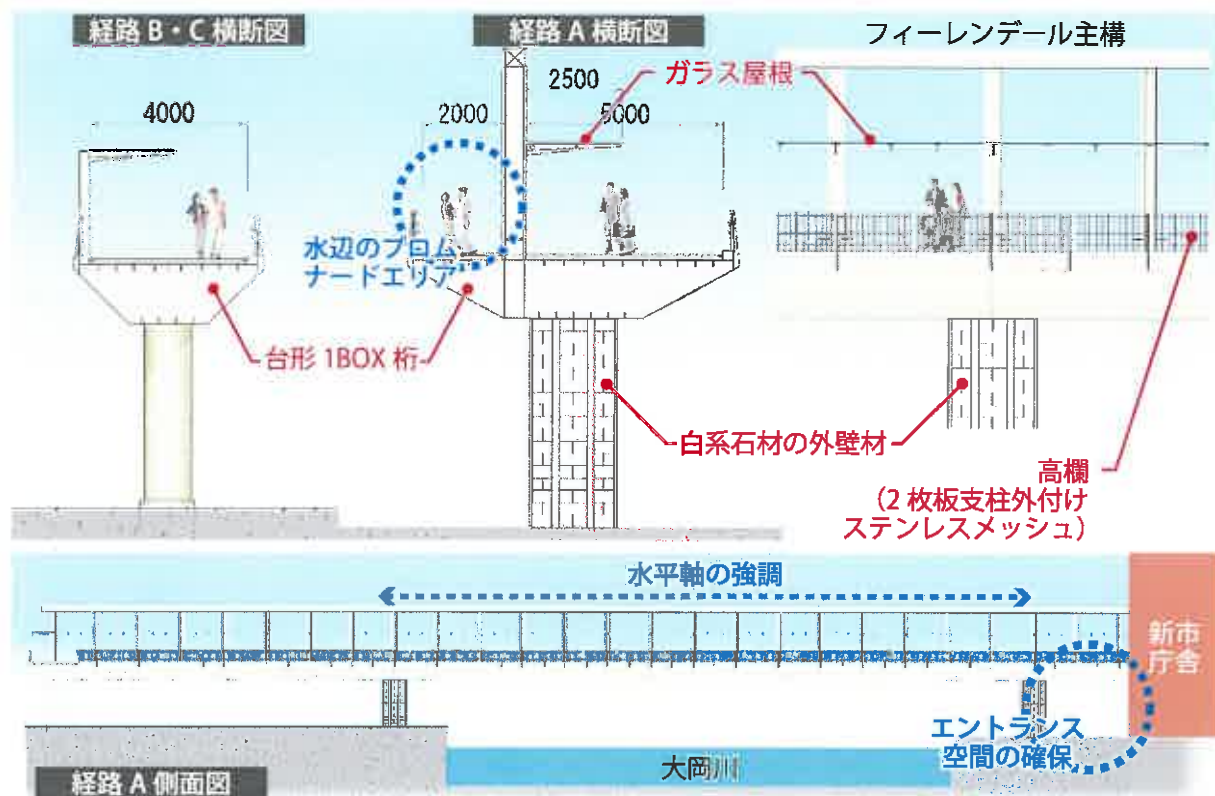 経路 B・C 横断図
経路 A 横断図
フィーレンデール主構
ガラス屋根
2500
4000
2000
5000
水辺のプロム
ナードエリア
台形 1BOX 桁
白系石材の外壁材
高欄
（2 枚板支柱外付け
ステンレスメッシュ）
水平軸の強調
新市
庁舎
エントランス
空間の確保
大岡川
経路 A 側面図